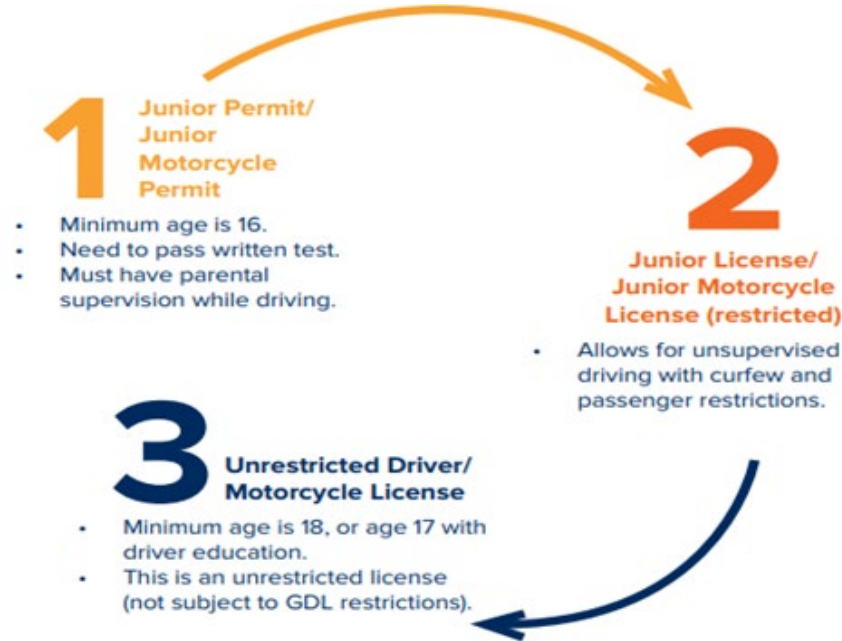 1
Junior Permit/
Junior
Motorcycle
Permit
• Minimum age is 16.
• Need to pass written test.
• Must have parental
supervision while driving.
2
Junior License/
Junior Motorcycle
License (restricted)
• Allows for unsupervised
driving with curfew and
passenger restrictions.
3
Unrestricted Driver/
Motorcycle License
• Minimum age is 18, or age 17 with
driver education.
• This is an unrestricted license
(not subject to GDL restrictions).